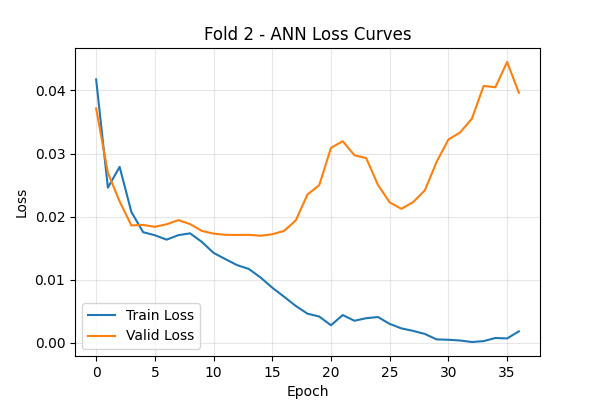 Fold 2 - ANN Loss Curves
Loss
0.04
0.03
0.02
0.01
0.00
Train Loss
Valid Loss
0 5 10 15 20 25 30 35
Epoch